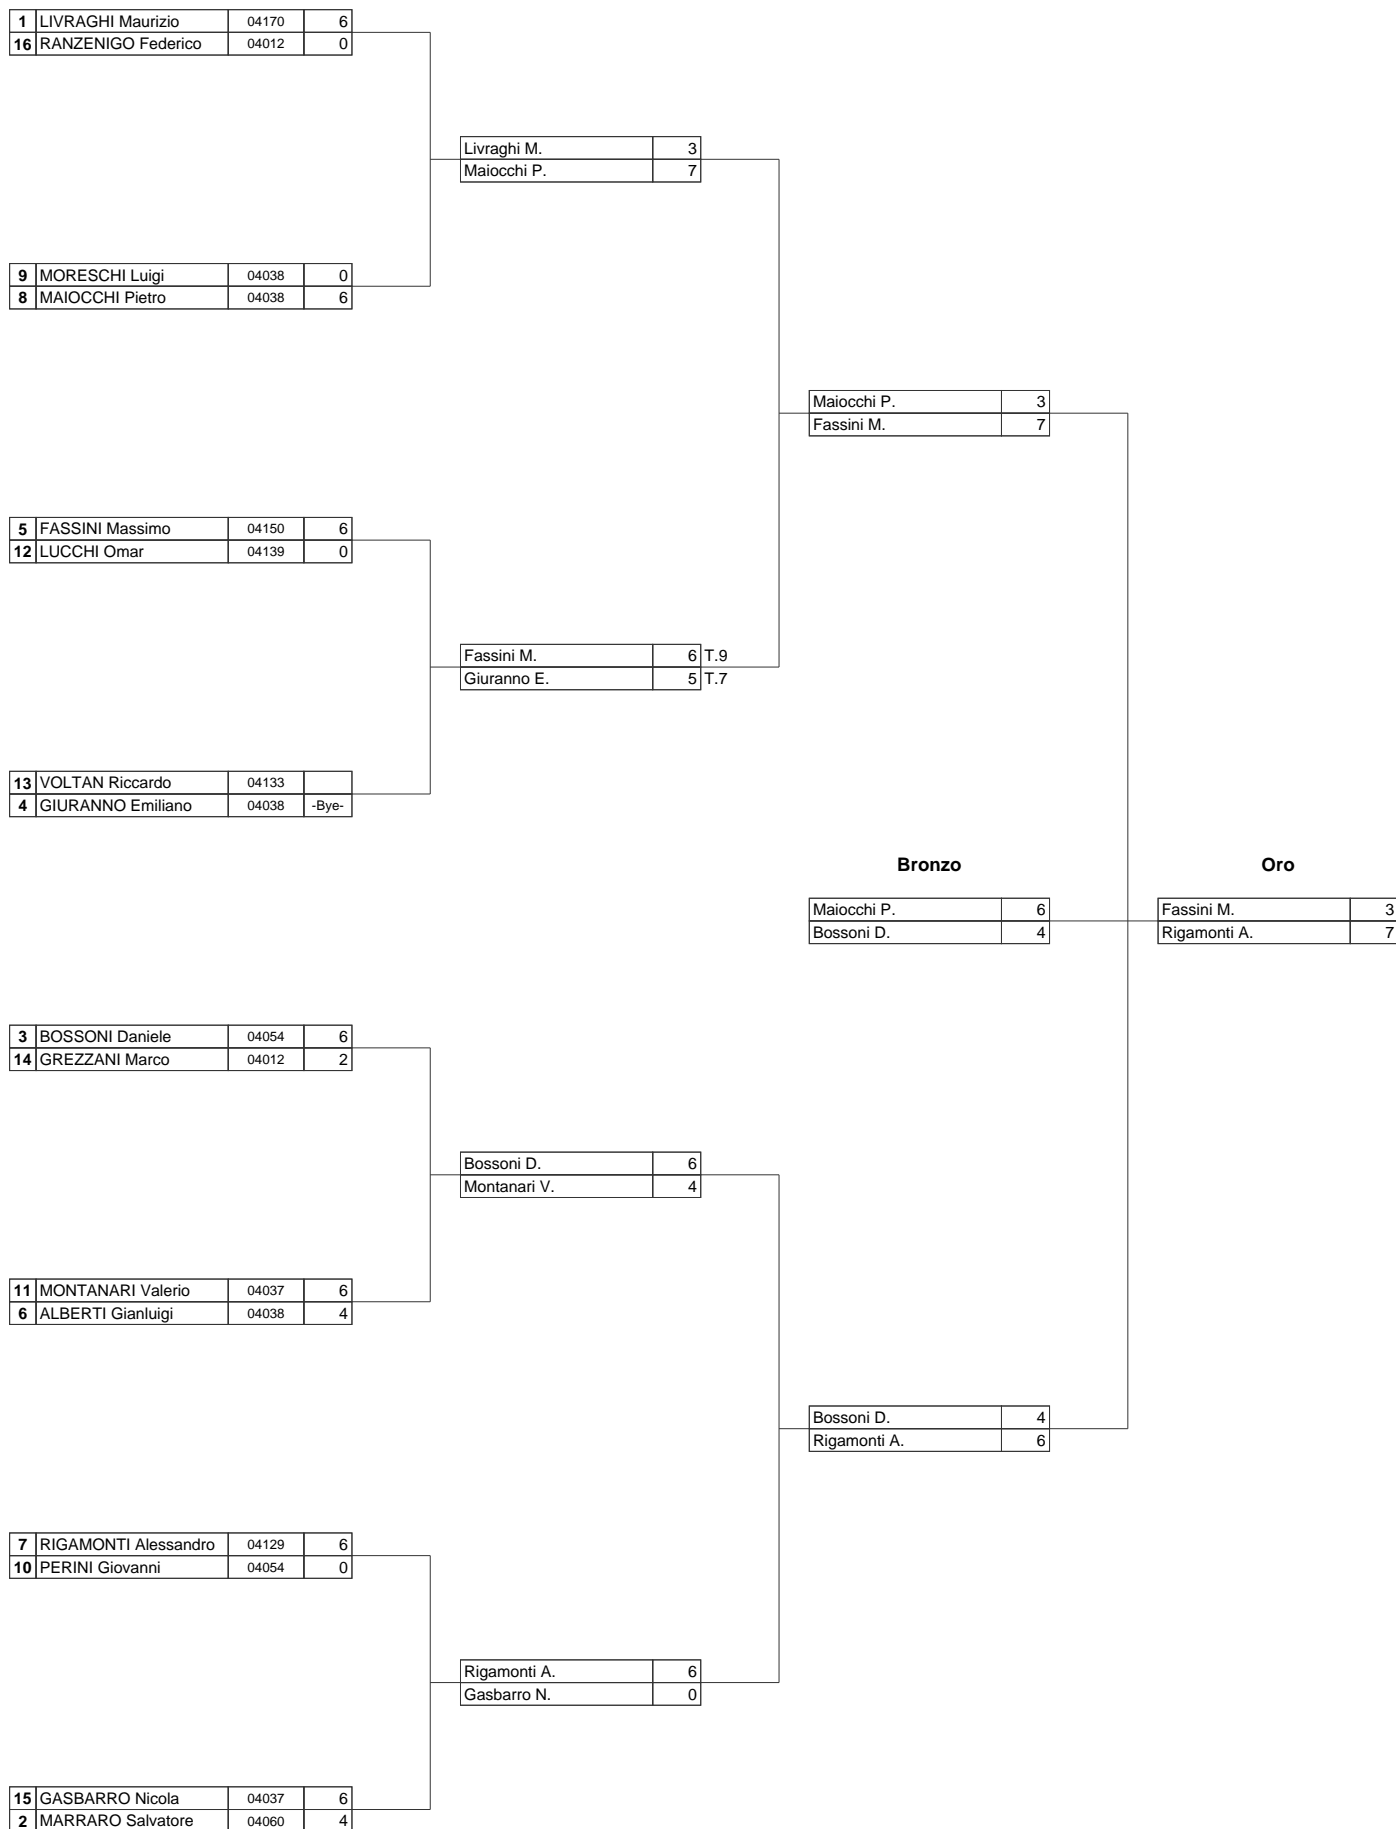 1 LIVRAGHI Maurizio 04170 6
16 RANZENIGO Federico 04012 0
Livraghi M. 3
Maiocchi P. 7
9 MORESCHI Luigi 04038 0
8 MAIOCCHI Pietro 04038 6
Maiocchi P. 3
Fassini M. 7
5 FASSINI Massimo 04150 6
12 LUCCHI Omar 04139 0
Fassini M. 6 T.9
Giuranno E. 5 T.7
13 VOLTAN Riccardo 04133
4 GIURANNO Emiliano 04038 -Bye-
Bronzo Oro
Maiocchi P. 6 Fassini M. 3
Bossoni D. 4 Rigamonti A. 7
3 BOSSONI Daniele 04054 6
14 GREZZANI Marco 04012 2
Bossoni D. 6
Montanari V. 4
11 MONTANARI Valerio 04037 6
6 ALBERTI Gianluigi 04038 4
Bossoni D. 4
Rigamonti A. 6
7 RIGAMONTI Alessandro 04129 6
10 PERINI Giovanni 04054 0
Rigamonti A. 6
Gasbarro N. 0
15 GASBARRO Nicola 04037 6
2 MARRARO Salvatore 04060 4